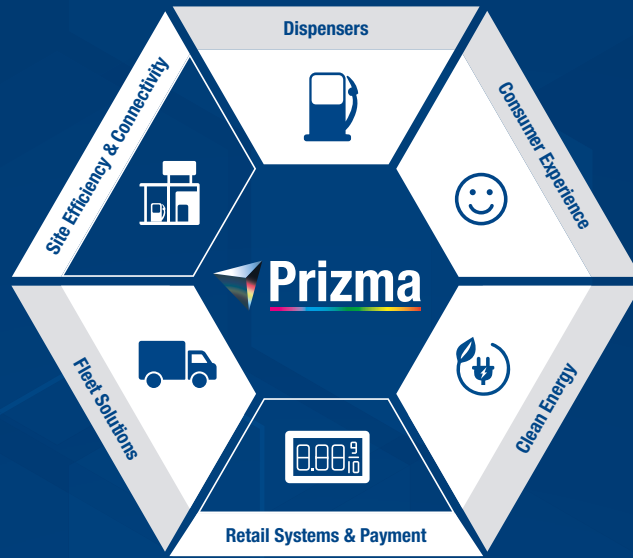 Dispensers
Site Efficiency & Connectivity
Consumer Experience
Prizma
Fleet Solutions
Clean Energy
8.88 9/10
Retail Systems & Payment